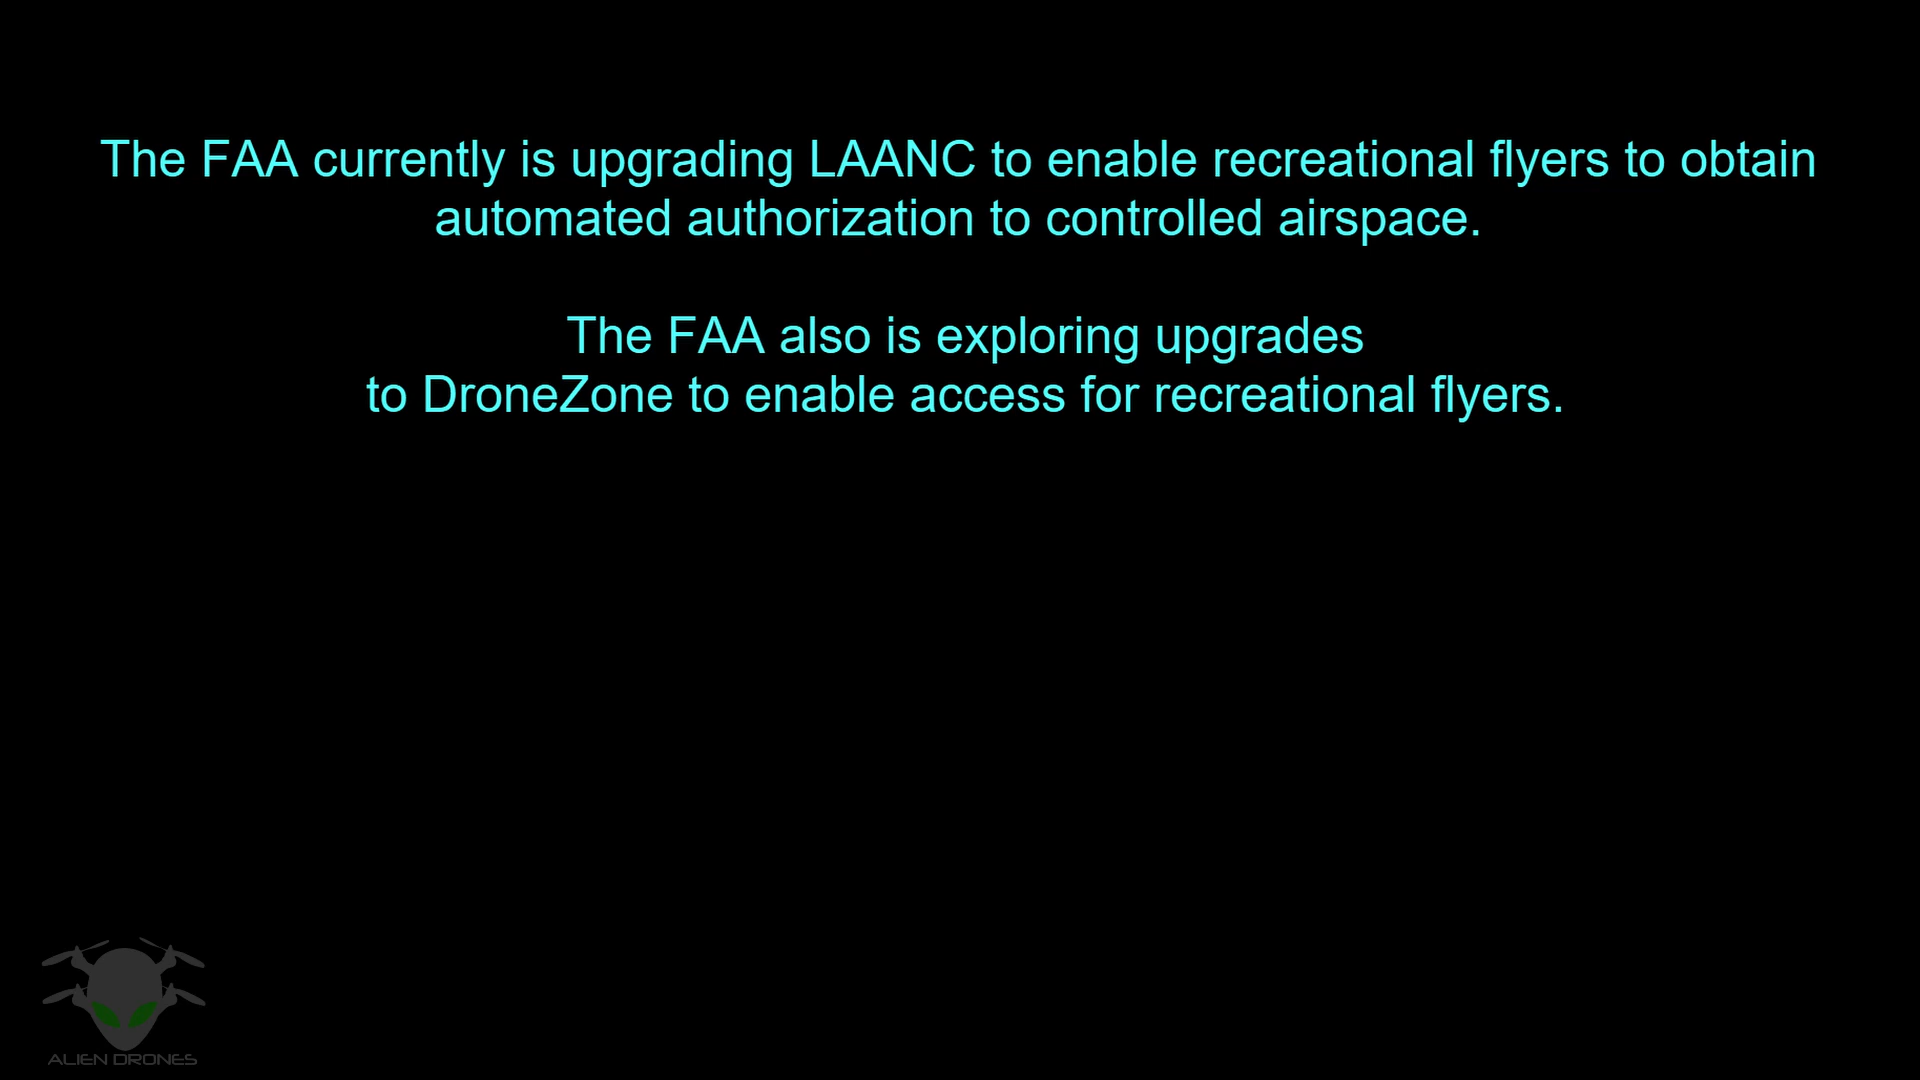 The FAA currently is upgrading LAANC to enable recreational flyers to obtain
automated authorization to controlled airspace.
The FAA also is exploring upgrades
to DroneZone to enable access for recreational flyers.
ALIEN DRONES